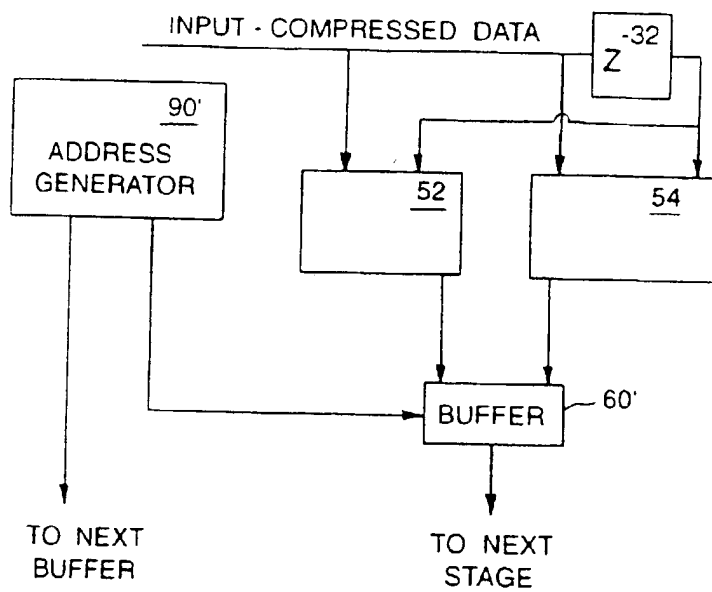 INPUT - COMPRESSED DATA
Z-32
90'
ADDRESS
GENERATOR
52
54
BUFFER
60'
TO NEXT
BUFFER
TO NEXT
STAGE